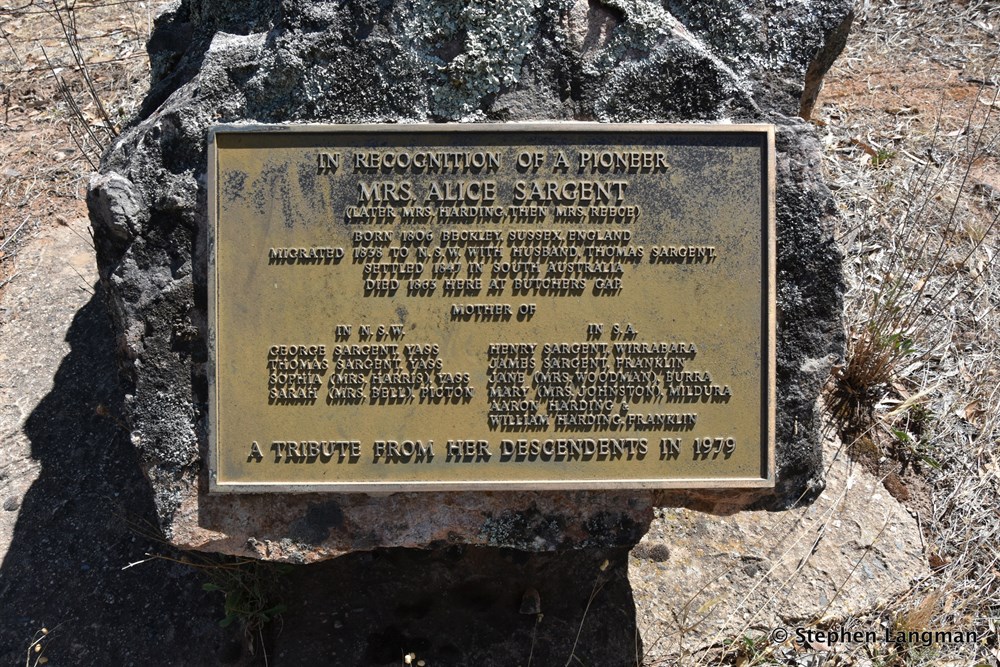 IN RECOGNITION OF A PIONEER
MRS. ALICE SARGENT
(LATER MRS. HARDING, THEN MRS. REECE)
BORN 1806 BECKLEY, SUSSEX, ENGLAND
MIGRATED 1838 TO N.S.W. WITH HUSBAND, THOMAS SARGENT,
SETTLED 1847 IN SOUTH AUSTRALIA
DIED 1865 HERE AT BUTCHERS' GAP.
MOTHER OF
IN N.S.W.
GEORGE SARGENT, YASS
THOMAS SARGENT, YASS
SOPHIA (MRS. HARRIS), YASS
SARAH (MRS. BELL), PICTON
IN S.A.
HENRY SARGENT, WIRRABARA
JAMES SARGENT, FRANKLIN
JANE (MRS. WOODMAN), BURRA
MARY (MRS. JOHNSTON), MILDURA
AARON HARDING &
WILLIAM HARDING, FRANKLIN
A TRIBUTE FROM HER DESCENDENTS IN 1979
© Stephen Langman